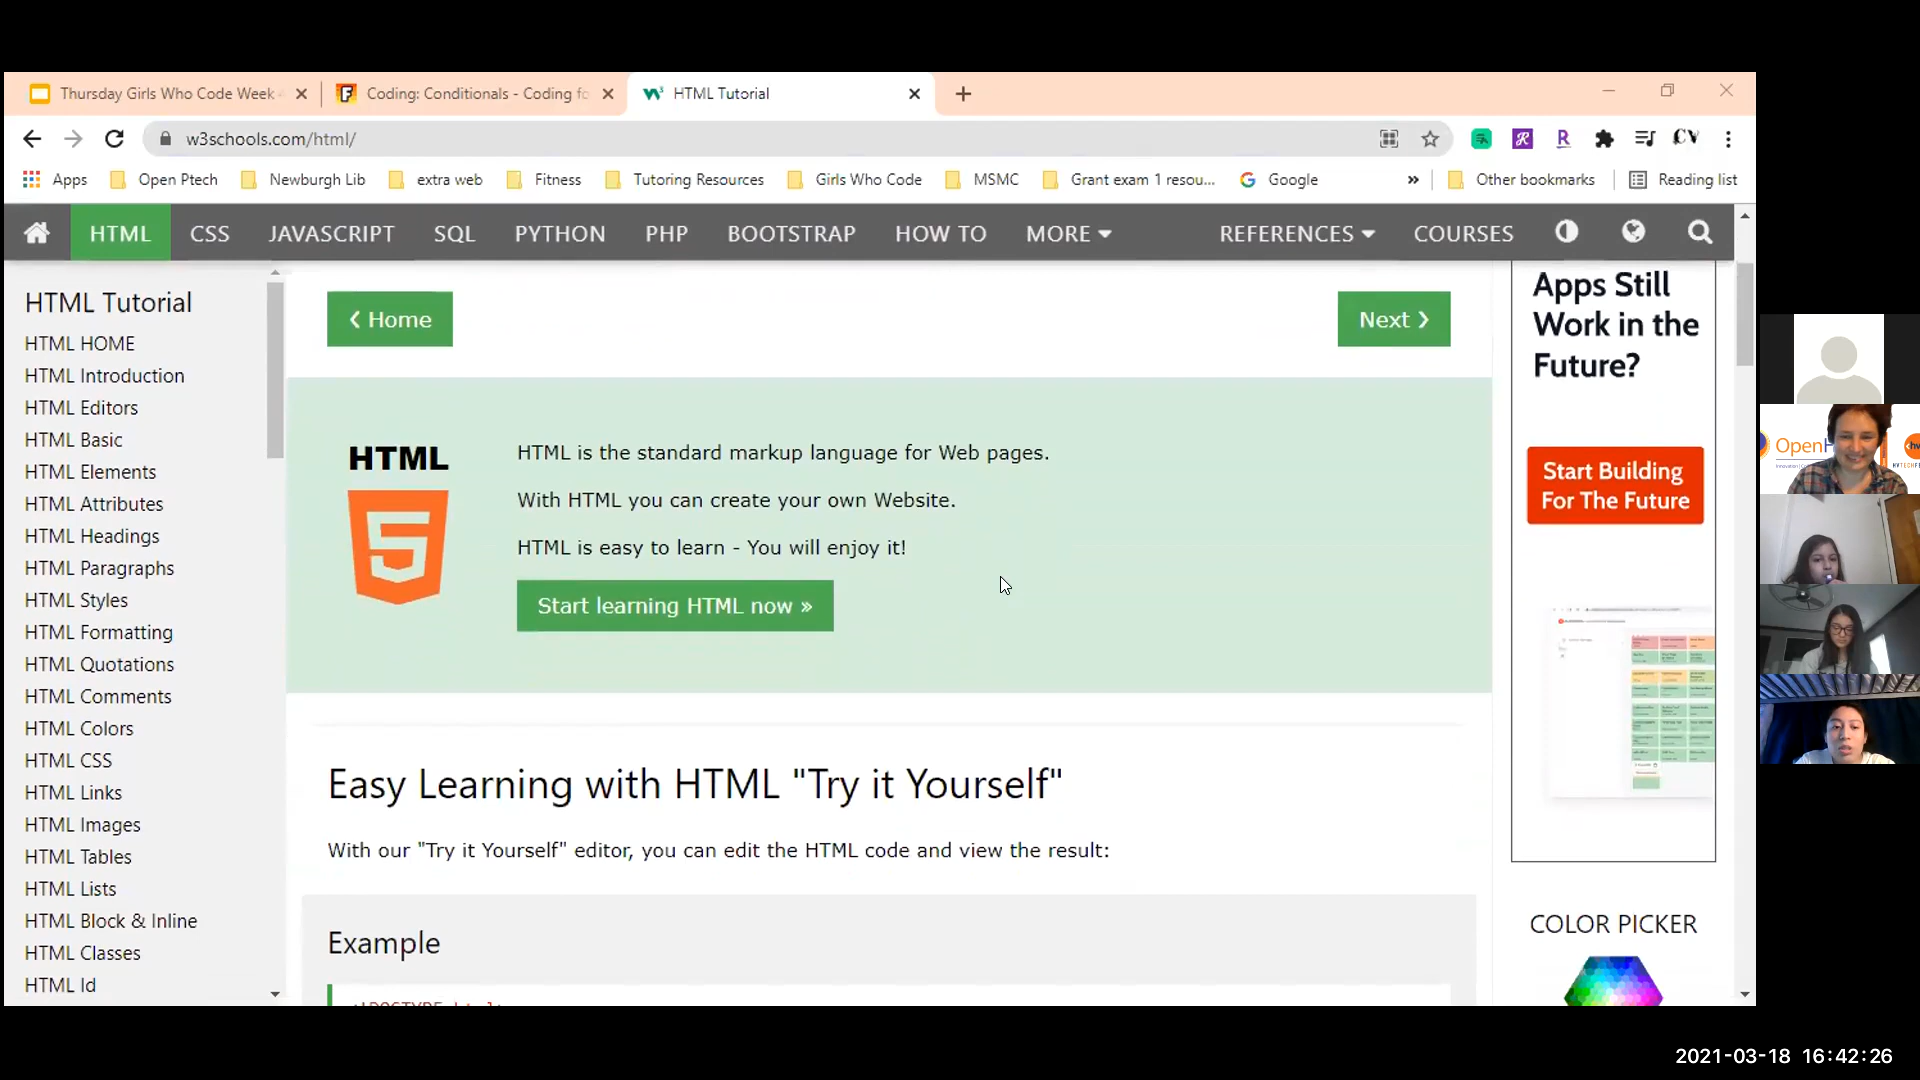 Thursday Girls Who Code Week
Coding: Conditionals - Coding fo
HTML Tutorial
w3schools.com/html/
Apps
Open Ptech
Newburgh Lib
extra web
Fitness
Tutoring Resources
Girls Who Code
MSMC
Grant exam 1 resou...
Google
»
Other bookmarks
Reading list
HTML
CSS
JAVASCRIPT
SQL
PYTHON
PHP
BOOTSTRAP
HOW TO
MORE
REFERENCES
COURSES
HTML Tutorial
HTML HOME
HTML Introduction
HTML Editors
HTML Basic
HTML Elements
HTML Attributes
HTML Headings
HTML Paragraphs
HTML Styles
HTML Formatting
HTML Quotations
HTML Comments
HTML Colors
HTML CSS
HTML Links
HTML Images
HTML Tables
HTML Lists
HTML Block & Inline
HTML Classes
HTML Id
❮ Home
Next ❯
HTML
5
HTML is the standard markup language for Web pages.
With HTML you can create your own Website.
HTML is easy to learn - You will enjoy it!
Start learning HTML now »
Easy Learning with HTML "Try it Yourself"
With our "Try it Yourself" editor, you can edit the HTML code and view the result:
Example
Apps Still
Work in the
Future?
Start Building
For The Future
COLOR PICKER
2021-03-18 16:42:26